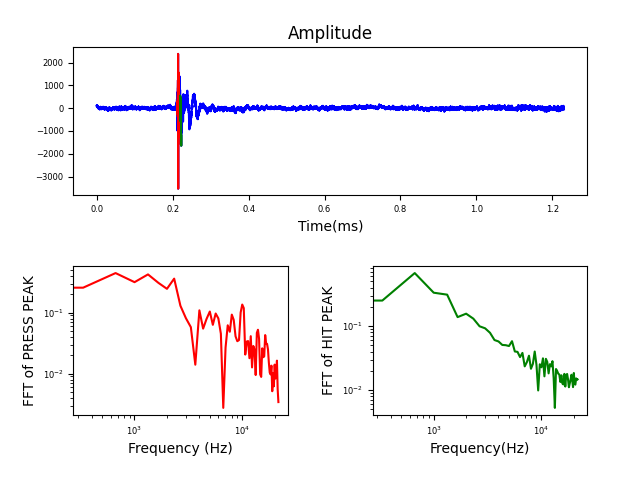 Amplitude
2000
1000
0
−1000
−2000
−3000
0.0 0.2 0.4 0.6 0.8 1.0 1.2
Time(ms)
FFT of PRESS PEAK
10⁻¹
10⁻²
10³ 10⁴
Frequency (Hz)
FFT of HIT PEAK
10⁻¹
10⁻²
10³ 10⁴
Frequency(Hz)